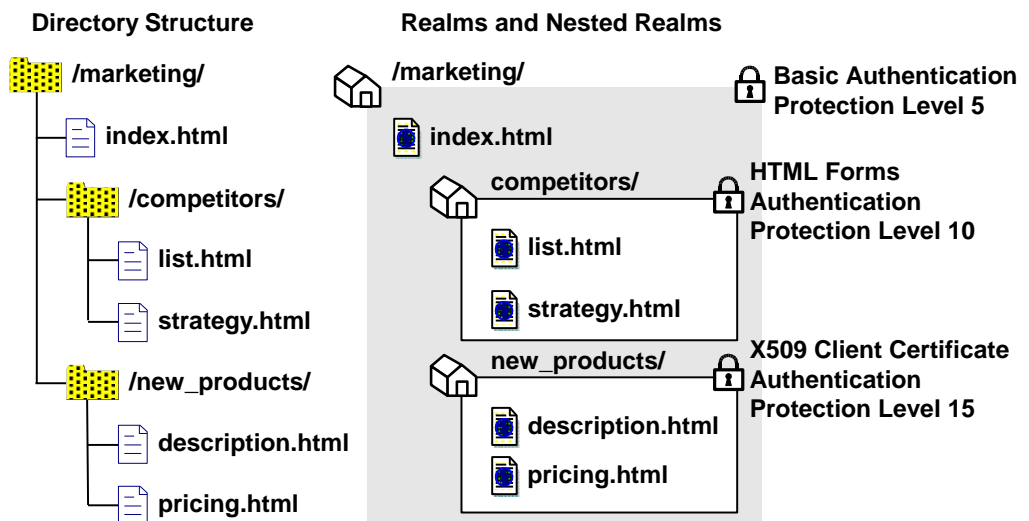 Directory Structure
/marketing/
index.html
/competitors/
list.html
strategy.html
/new_products/
description.html
pricing.html
Realms and Nested Realms
/marketing/
index.html
competitors/
list.html
strategy.html
new_products/
description.html
pricing.html
Basic Authentication
Protection Level 5
HTML Forms
Authentication
Protection Level 10
X509 Client Certificate
Authentication
Protection Level 15